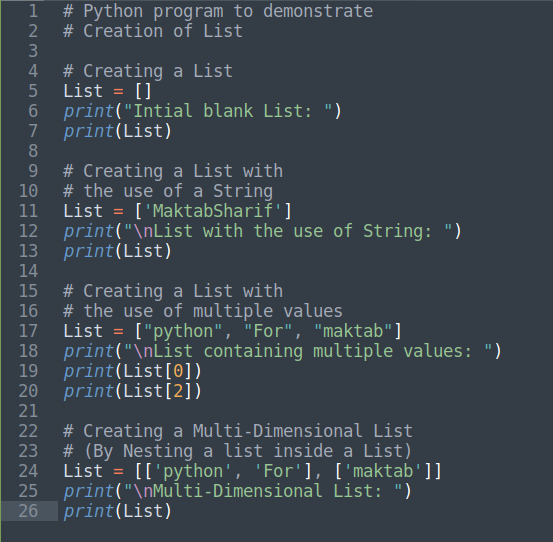 1 # Python program to demonstrate
2 # Creation of List
3
4 # Creating a List
5 List = []
6 print("Intial blank List: ")
7 print(List)
8
9 # Creating a List with
10 # the use of a String
11 List = ['MaktabSharif']
12 print("\nList with the use of String: ")
13 print(List)
14
15 # Creating a List with
16 # the use of multiple values
17 List = ["python", "For", "maktab"]
18 print("\nList containing multiple values: ")
19 print(List[0])
20 print(List[2])
21
22 # Creating a Multi-Dimensional List
23 # (By Nesting a list inside a List)
24 List = [['python', 'For'], ['maktab']]
25 print("\nMulti-Dimensional List: ")
26 print(List)